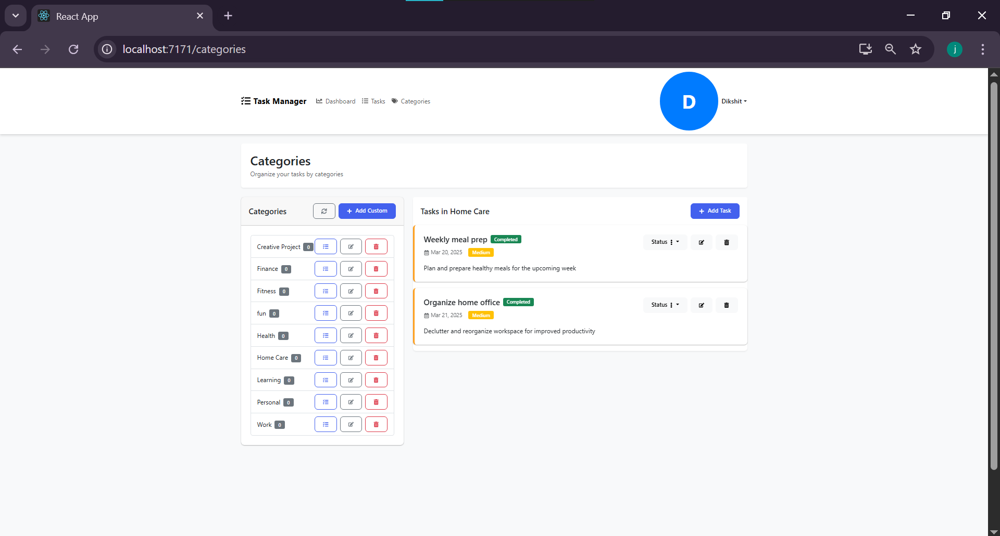 React App
localhost:7171/categories
j
Task Manager Dashboard Tasks Categories
D Dikshit
Categories
Organize your tasks by categories
Categories Add Custom
Creative Project 0
Finance 0
Fitness 0
fun 0
Health 0
Home Care 0
Learning 0
Personal 0
Work 0
Tasks in Home Care Add Task
Weekly meal prep Completed Status
Mar 20, 2025 Medium
Plan and prepare healthy meals for the upcoming week
Organize home office Completed Status
Mar 21, 2025 Medium
Declutter and reorganize workspace for improved productivity